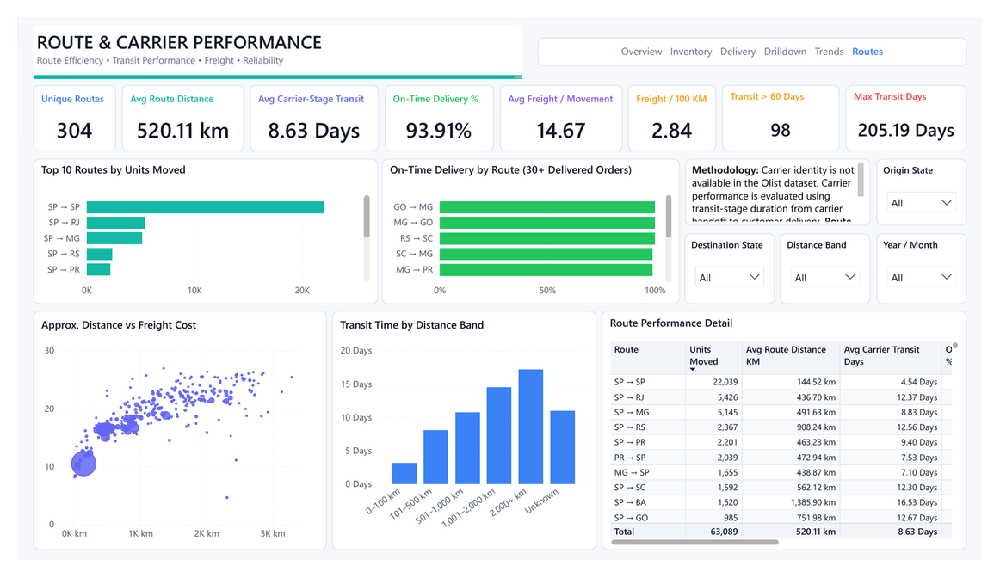 ROUTE & CARRIER PERFORMANCE
Route Efficiency • Transit Performance • Freight • Reliability
Overview Inventory Delivery Drilldown Trends Routes
Unique Routes
304
Avg Route Distance
520.11 km
Avg Carrier-Stage Transit
8.63 Days
On-Time Delivery %
93.91%
Avg Freight / Movement
14.67
Freight / 100 KM
2.84
Transit > 60 Days
98
Max Transit Days
205.19 Days
Top 10 Routes by Units Moved
SP → SP
SP → RJ
SP → MG
SP → RS
SP → PR
0K 10K 20K
On-Time Delivery by Route (30+ Delivered Orders)
GO → MG
MG → GO
RS → SC
SC → MG
MG → PR
0% 50% 100%
Methodology: Carrier identity is not
available in the Olist dataset. Carrier
performance is evaluated using
transit-stage duration from carrier
handoff to customer delivery. Route
Origin State
All
Destination State
All
Distance Band
All
Year / Month
All
Approx. Distance vs Freight Cost
30
20
10
0
0K km 1K km 2K km 3K km
Transit Time by Distance Band
20 Days
15 Days
10 Days
5 Days
0 Days
0–100 km 101–500 km 501–1,000 km 1,001–2,000 km 2,000+ km Unknown
Route Performance Detail
Route Units Moved Avg Route Distance KM Avg Carrier Transit Days O %
SP → SP 22,039 144.52 km 4.54 Days
SP → RJ 5,426 436.70 km 12.37 Days
SP → MG 5,145 491.63 km 8.83 Days
SP → RS 2,367 908.24 km 12.56 Days
SP → PR 2,201 463.23 km 9.40 Days
PR → SP 2,039 472.94 km 7.53 Days
MG → SP 1,655 438.87 km 7.10 Days
SP → SC 1,592 562.12 km 12.30 Days
SP → BA 1,520 1,385.90 km 16.53 Days
SP → GO 985 751.98 km 12.67 Days
Total 63,089 520.11 km 8.63 Days